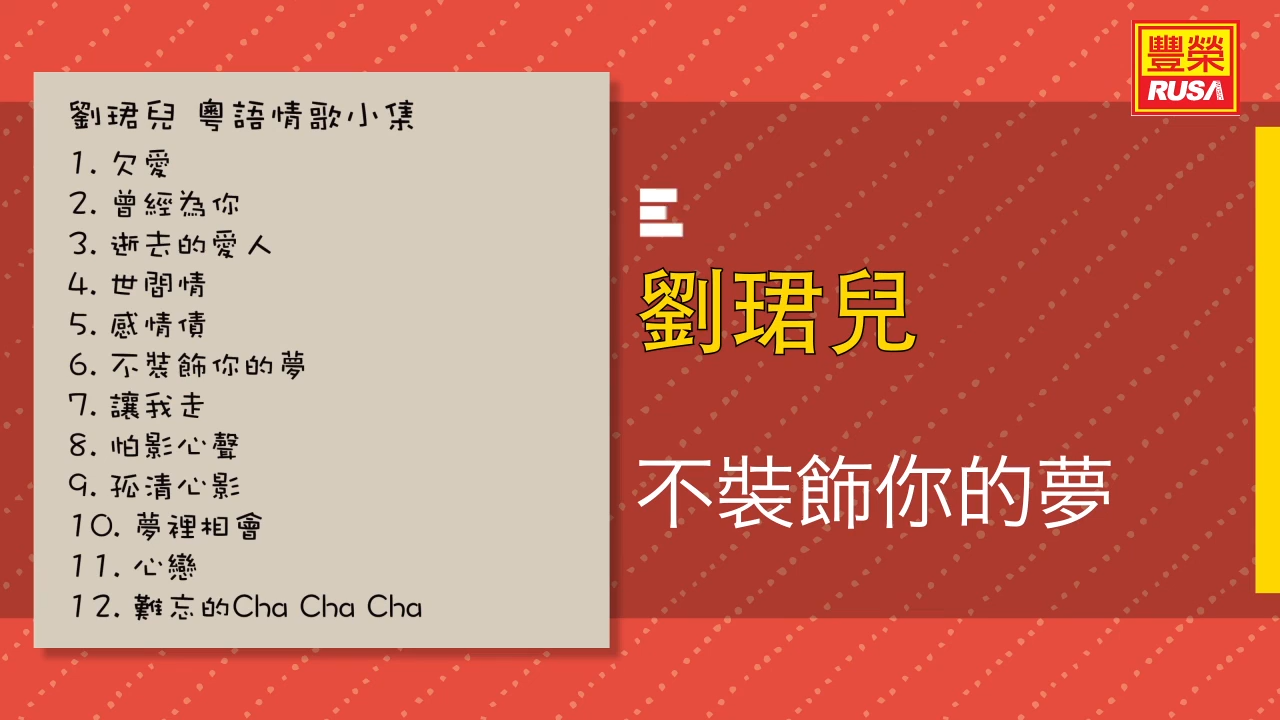 劉珺兒 粵語情歌小集
1. 欠愛
2. 曾經為你
3. 逝去的愛人
4. 世間情
5. 感情債
6. 不裝飾你的夢
7. 讓我走
8. 怕影心聲
9. 孤清心影
10. 夢裡相會
11. 心戀
12. 難忘的Cha Cha Cha
豐榮
RUSA
劉珺兒
不裝飾你的夢